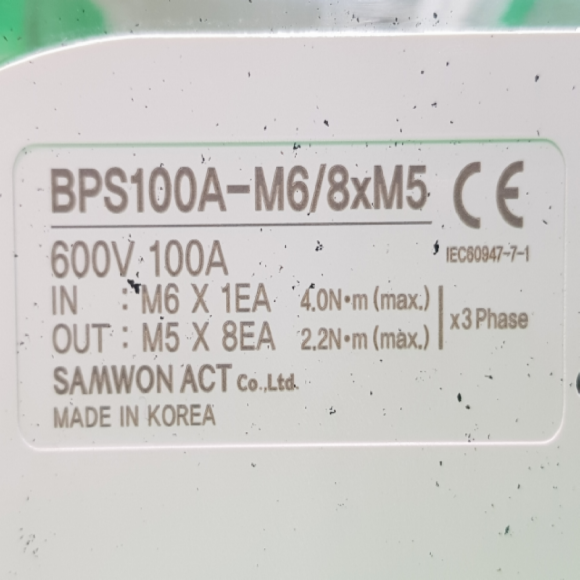 BPS100A-M6/8xM5 CE
IEC60947-7-1
600V 100A
IN : M6 X 1EA 4.0N•m (max.)
OUT : M5 X 8EA 2.2N•m (max.)
x3 Phase
SAMWON ACT Co.,Ltd.
MADE IN KOREA